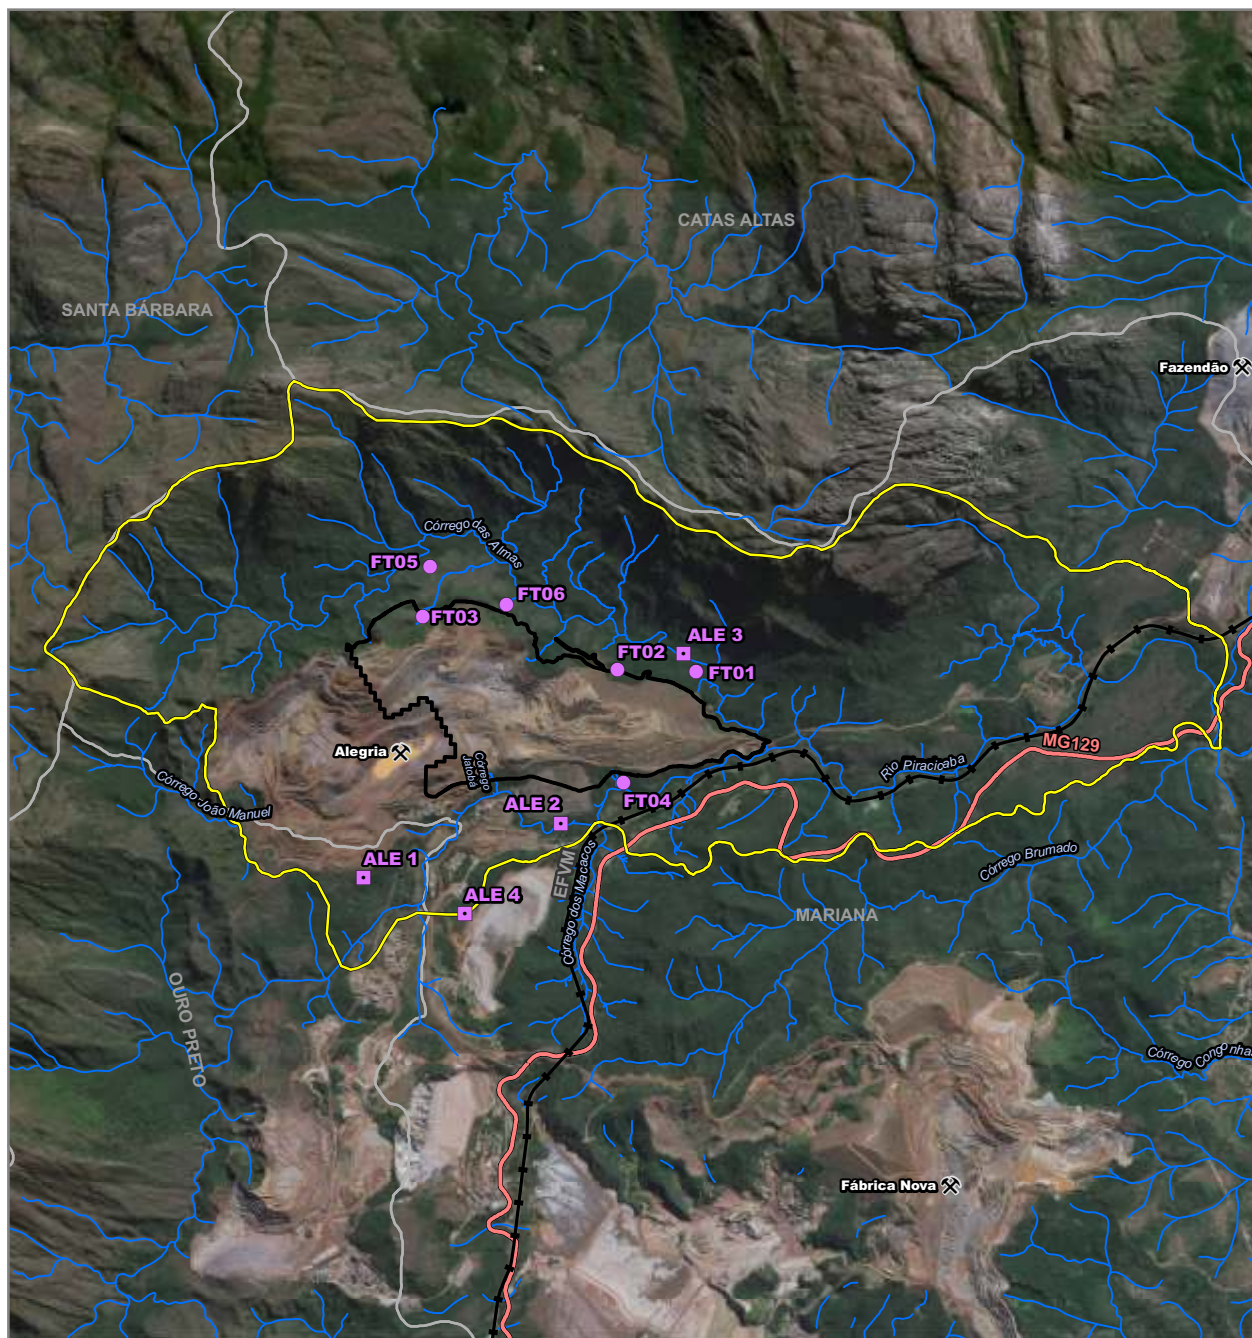 CATAS ALTAS
SANTA BÁRBARA
Fazendão
Córrego das Almas
FT05
FT06
FT03
ALE 3
FT02
FT01
MG129
Alegria
Córrego
Jatobá
Rio Piracicaba
Córrego João Manuel
ALE 2
FT04
EFVM
Córrego dos Macacos
Córrego Brumado
ALE 1
ALE 4
MARIANA
OURO PRETO
Córrego Congonhas
Fábrica Nova